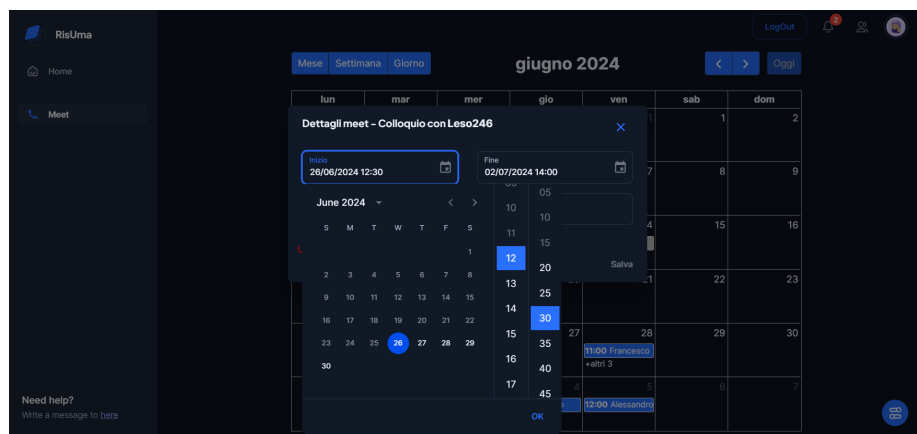 RisUma
LogOut
2
Home
Meet
Mese Settimana Giorno
giugno 2024
Oggi
lun mar mer gio ven sab dom
1 2
Dettagli meet – Colloquio con Leso246
Inizio
26/06/2024 12:30
Fine
02/07/2024 14:00
7 8 9
June 2024
S M T W T F S
1
2 3 4 5 6 7 8
9 10 11 12 13 14 15
16 17 18 19 20 21 22
23 24 25 26 27 28 29
30
10
11
12
13
14
15
16
17
05
10
15
20
25
30
35
40
45
OK
4 15 16
Salva
22 23
27 28 29 30
11:00 Francesco
+altri 3
4 5 6 7
12:00 Alessandro
Need help?
Write a message to here